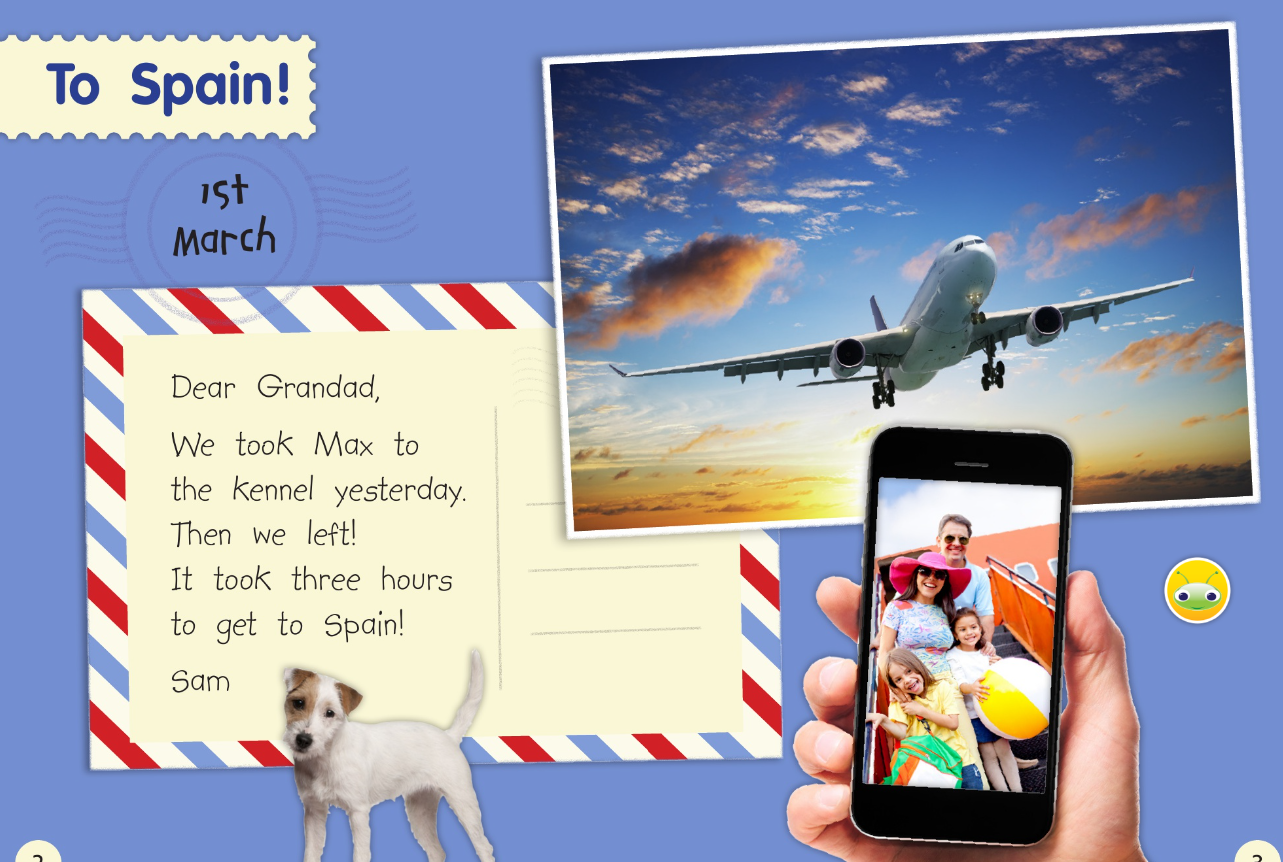 To Spain!
1st
March
Dear Grandad,
We took Max to
the kennel yesterday.
Then we left!
It took three hours
to get to Spain!
Sam